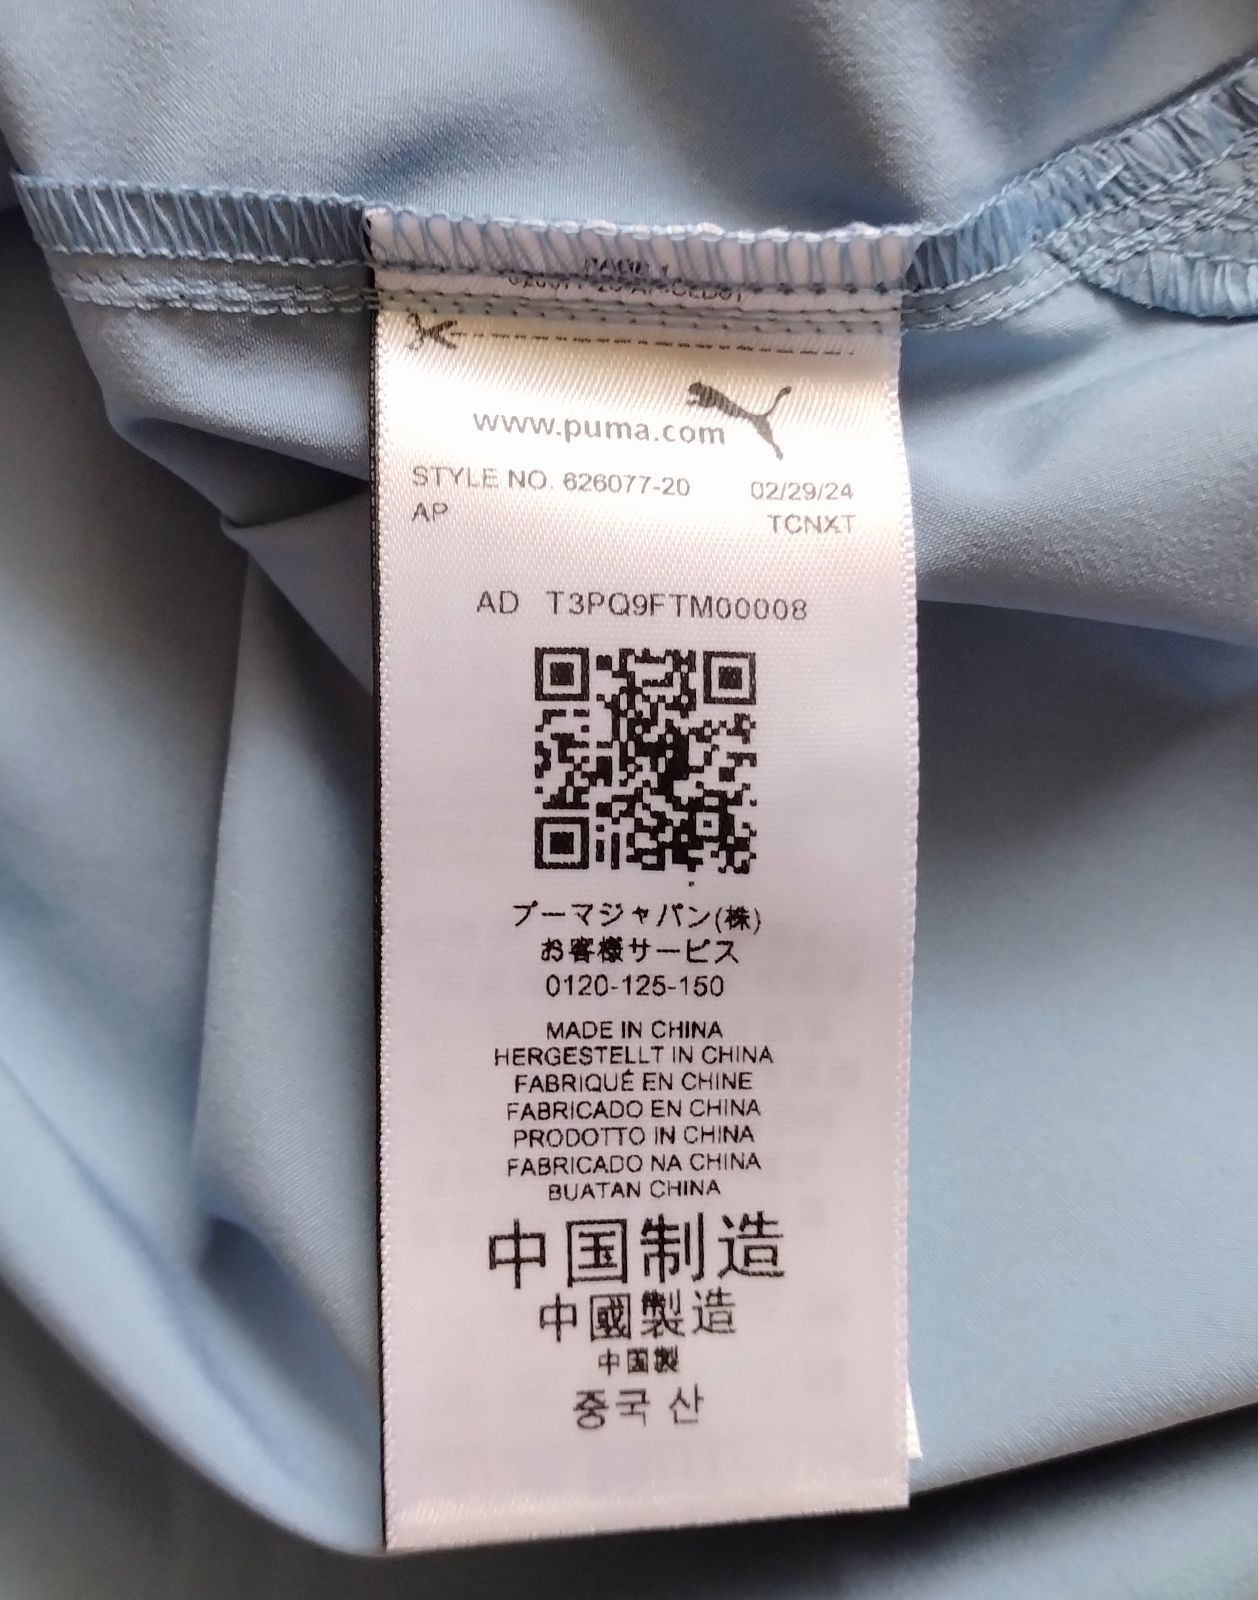 www.puma.com
STYLE NO. 626077-20 02/29/24
AP TCNXT
AD T3PQ9FTM00008
プーマジャパン(株)
お客様サービス
0120-125-150
MADE IN CHINA
HERGESTELLT IN CHINA
FABRIQUÉ EN CHINE
FABRICADO EN CHINA
PRODOTTO IN CHINA
FABRICADO NA CHINA
BUATAN CHINA
中国制造
中國製造
中国製
중국 산